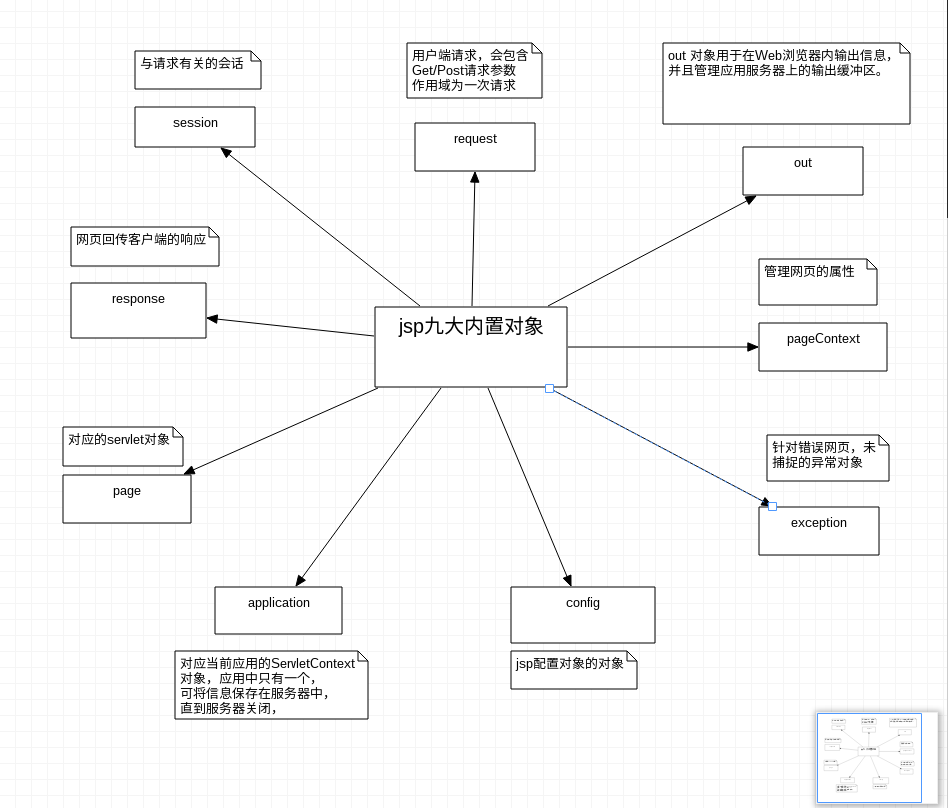 与请求有关的会话
session
用户端请求，会包含
Get/Post请求参数
作用域为一次请求
request
out 对象用于在Web浏览器内输出信息，
并且管理应用服务器上的输出缓冲区。
out
网页回传客户端的响应
response
jsp九大内置对象
管理网页的属性
pageContext
对应的servlet对象
page
针对错误网页，未
捕捉的异常对象
exception
application
对应当前应用的ServletContext
对象，应用中只有一个，
可将信息保存在服务器中，
直到服务器关闭，
config
jsp配置对象的对象